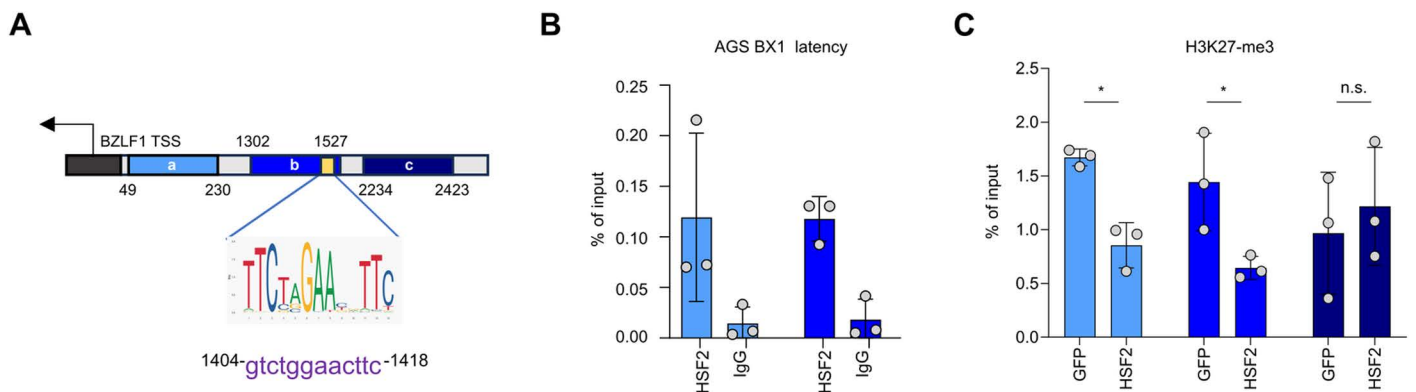 A
BZLF1 TSS
1302
1527
a
b
c
49
230
2234
2423
TTCTAGAA TTC
1404-gtctggaacttc-1418
B
AGS BX1 latency
% of input
0.25
0.20
0.15
0.10
0.05
0.00
HSF2
IgG
HSF2
IgG
C
H3K27-me3
% of input
2.5
2.0
1.5
1.0
0.5
0.0
*
*
n.s.
GFP
HSF2
GFP
HSF2
GFP
HSF2